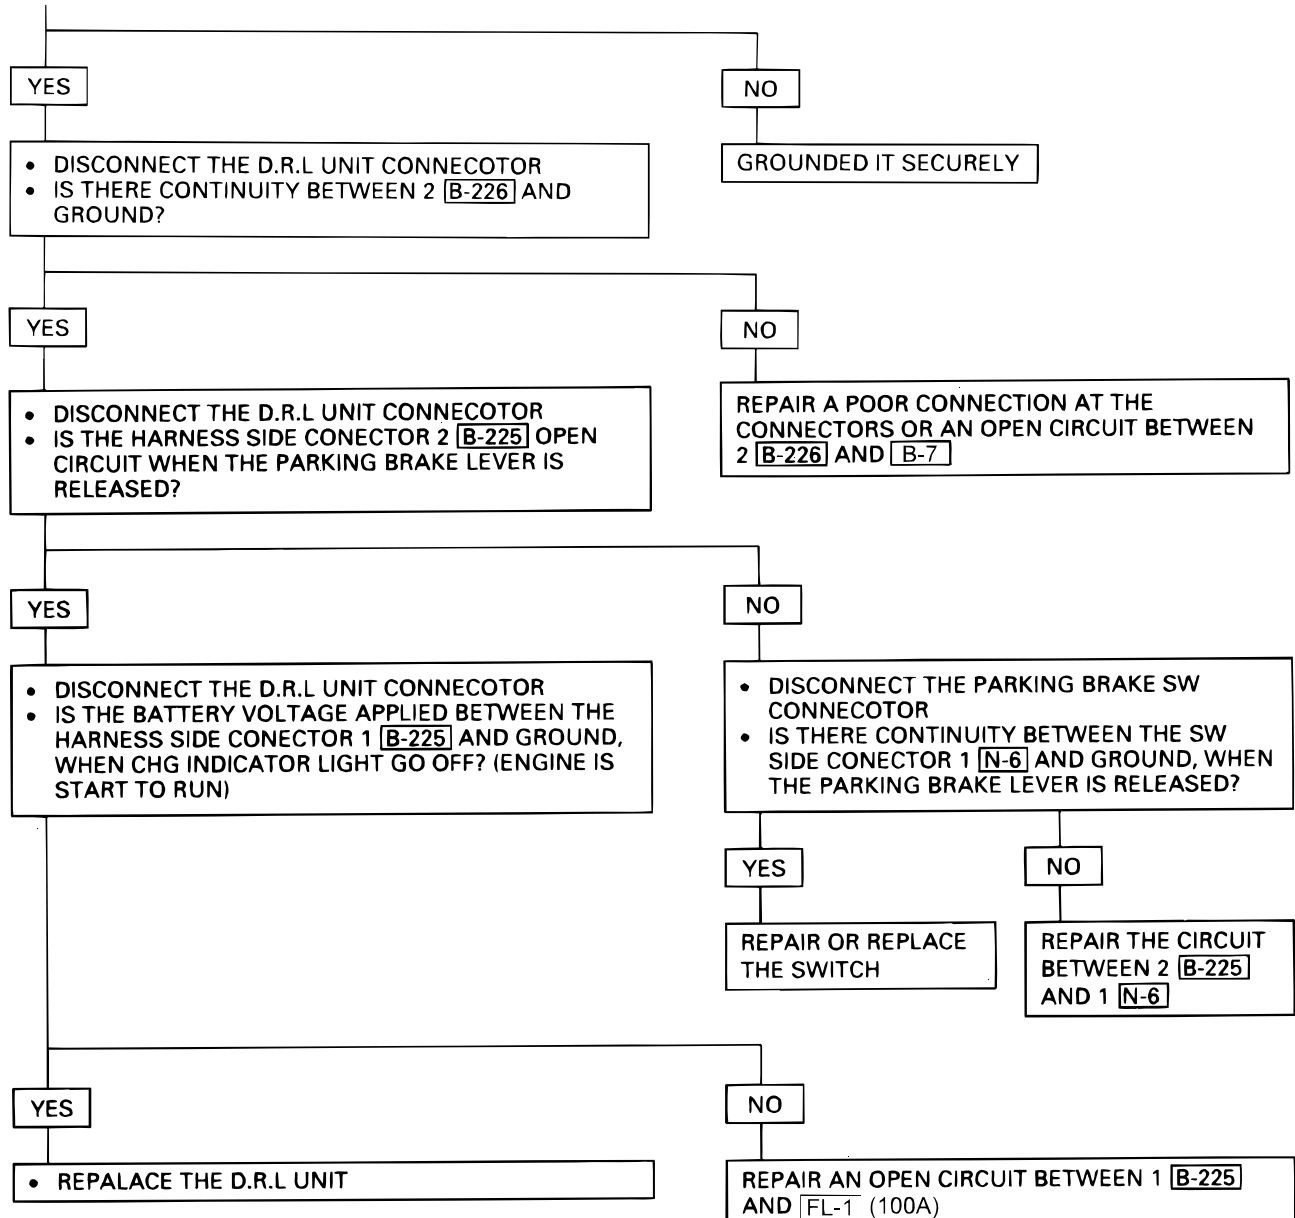 YES
NO
• DISCONNECT THE D.R.L UNIT CONNECOTOR
• IS THERE CONTINUITY BETWEEN 2 B-226 AND
GROUND?
GROUNDED IT SECURELY
YES
NO
• DISCONNECT THE D.R.L UNIT CONNECOTOR
• IS THE HARNESS SIDE CONECTOR 2 B-225 OPEN
CIRCUIT WHEN THE PARKING BRAKE LEVER IS
RELEASED?
REPAIR A POOR CONNECTION AT THE
CONNECTORS OR AN OPEN CIRCUIT BETWEEN
2 B-226 AND B-7
YES
NO
• DISCONNECT THE D.R.L UNIT CONNECOTOR
• IS THE BATTERY VOLTAGE APPLIED BETWEEN THE
HARNESS SIDE CONECTOR 1 B-225 AND GROUND,
WHEN CHG INDICATOR LIGHT GO OFF? (ENGINE IS
START TO RUN)
• DISCONNECT THE PARKING BRAKE SW
CONNECOTOR
• IS THERE CONTINUITY BETWEEN THE SW
SIDE CONECTOR 1 N-6 AND GROUND, WHEN
THE PARKING BRAKE LEVER IS RELEASED?
YES
NO
REPAIR OR REPLACE
THE SWITCH
REPAIR THE CIRCUIT
BETWEEN 2 B-225
AND 1 N-6
YES
NO
• REPALACE THE D.R.L UNIT
REPAIR AN OPEN CIRCUIT BETWEEN 1 B-225
AND FL-1 (100A)